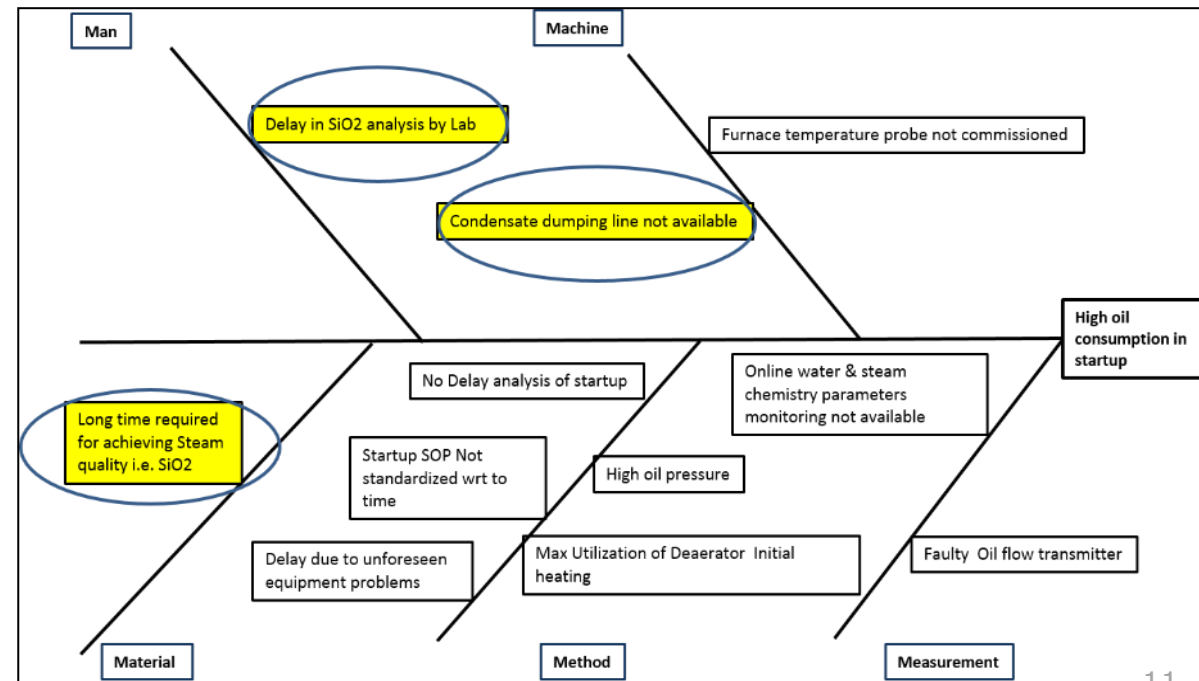 Man
Machine
Delay in SiO2 analysis by Lab
Furnace temperature probe not commissioned
Condensate dumping line not available
High oil
consumption in
startup
No Delay analysis of startup
Online water & steam
chemistry parameters
monitoring not available
Long time required
for achieving Steam
quality i.e. SiO2
Startup SOP Not
standardized wrt to
time
High oil pressure
Delay due to unforeseen
equipment problems
Max Utilization of Deaerator Initial
heating
Faulty Oil flow transmitter
Material
Method
Measurement
11